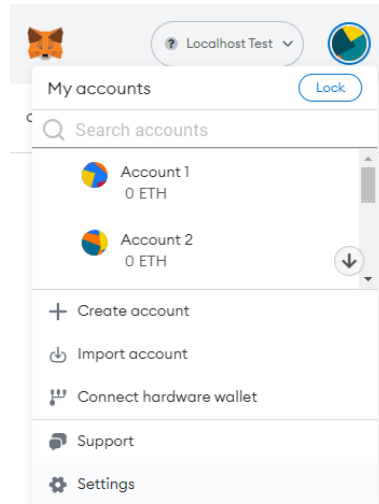 Localhost Test
My accounts
Lock
Search accounts
Account 1
0 ETH
Account 2
0 ETH
Create account
Import account
Connect hardware wallet
Support
Settings